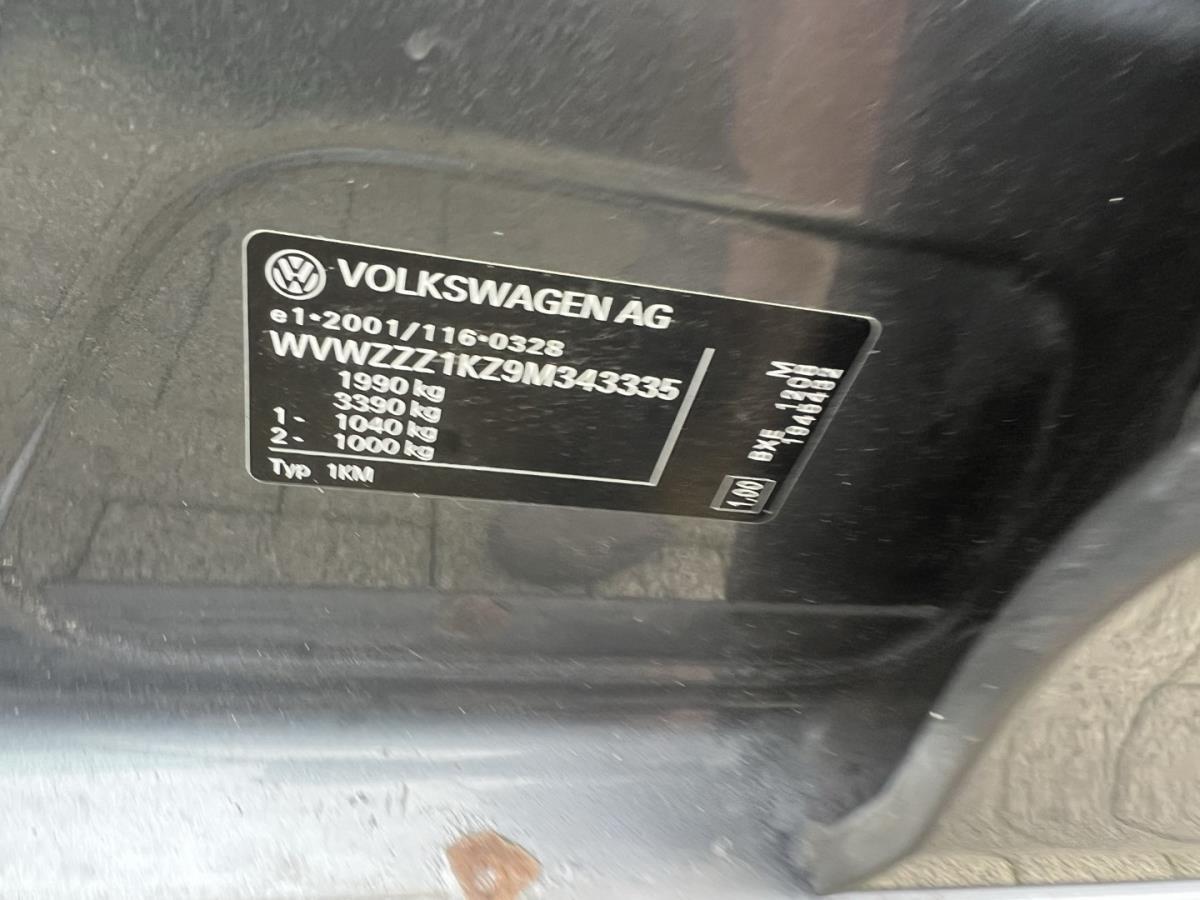 VOLKSWAGEN AG
e1*2001/116*0328
WVWZZZ1KZ9M343335
1990 kg
3390 kg
1- 1040 kg
2- 1000 kg
Typ 1KM
M
BXE 1208
1,00